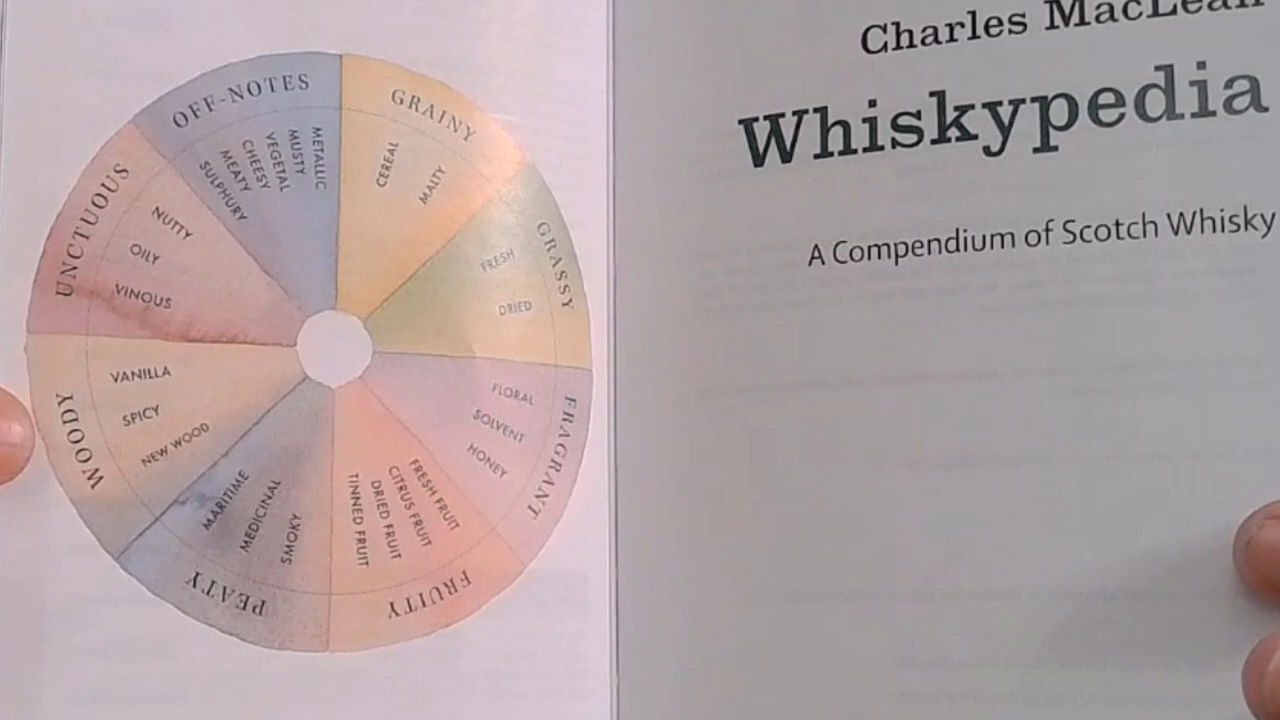 OFF-NOTES
METALLIC
MUSTY
VEGETAL
CHEESY
MEATY
SULPHURY
GRAINY
CEREAL
MALTY
GRASSY
FRESH
DRIED
FRAGRANT
FLORAL
SOLVENT
HONEY
FRUITY
FRESH FRUIT
CITRUS FRUIT
DRIED FRUIT
TINNED FRUIT
PEATY
SMOKY
MEDICINAL
MARITIME
WOODY
NEW WOOD
SPICY
VANILLA
UNCTUOUS
VINOUS
OILY
NUTTY
Charles MacLean
Whiskypedia
A Compendium of Scotch Whisky